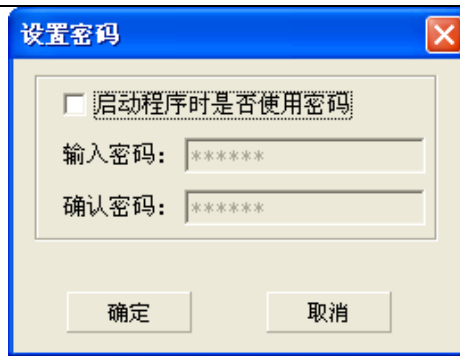 设置密码
启动程序时是否使用密码
输入密码: ******
确认密码: ******
确定 取消